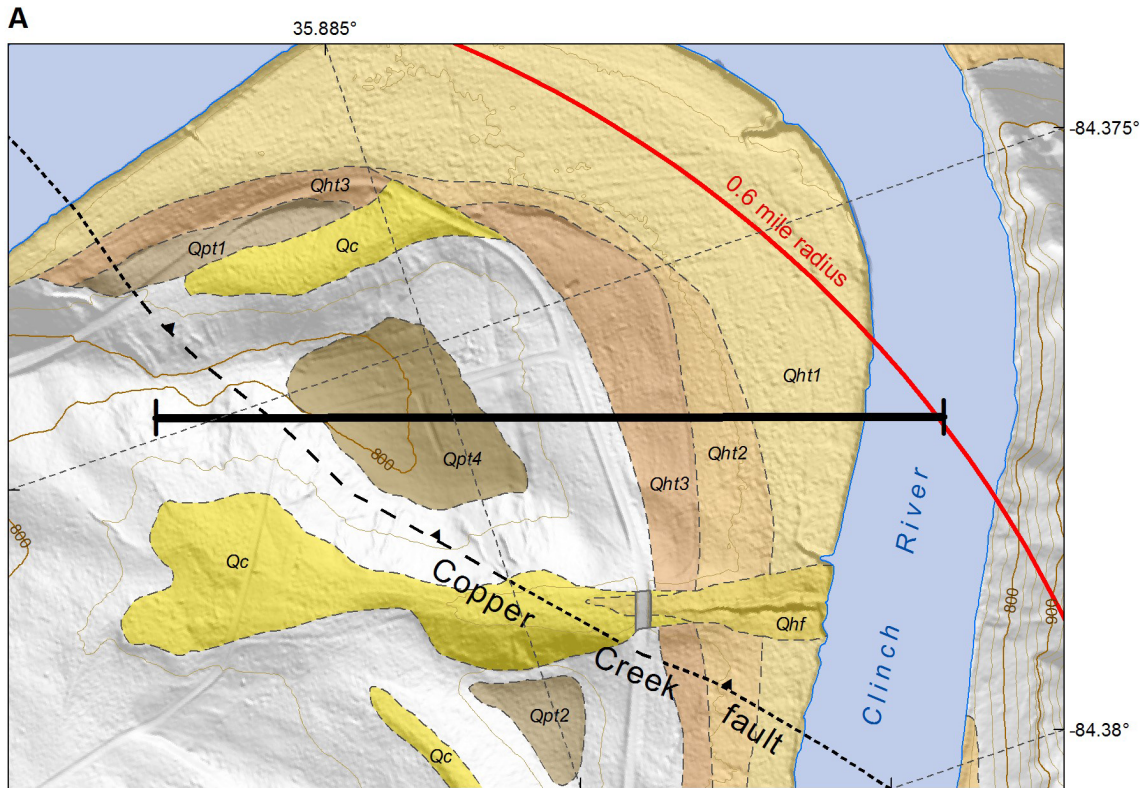 A
35.885°
-84.375°
Qht3
0.6 mile radius
Qpt1
Qc
Qht1
800
Qpt4
Qht2
Qht3
800
Qc
Copper
Creek
fault
Clinch River
Qhf
800
900
Qpt2
Qc
-84.38°